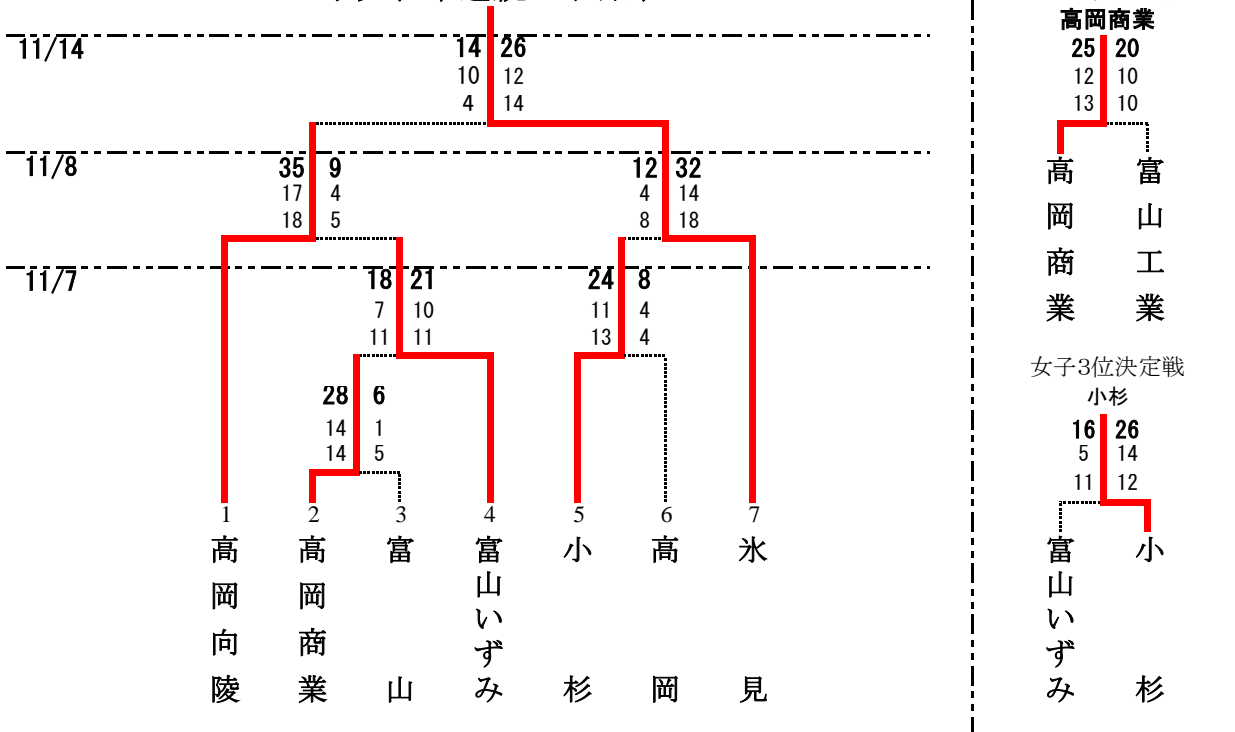 11/14
14 26
10 12
4 14
11/8
35 9
17 4
18 5
12 32
4 14
8 18
11/7
18 21
7 10
11 11
24 8
11 4
13 4
28 6
14 1
14 5
1 2 3 4 5 6 7
高岡向陵
高岡商業
富山
富山いずみ
小杉
高岡
氷見
高岡商業
25 20
12 10
13 10
高岡商業
富山工業
女子3位決定戦
小杉
16 26
5 14
11 12
富山いずみ
小杉